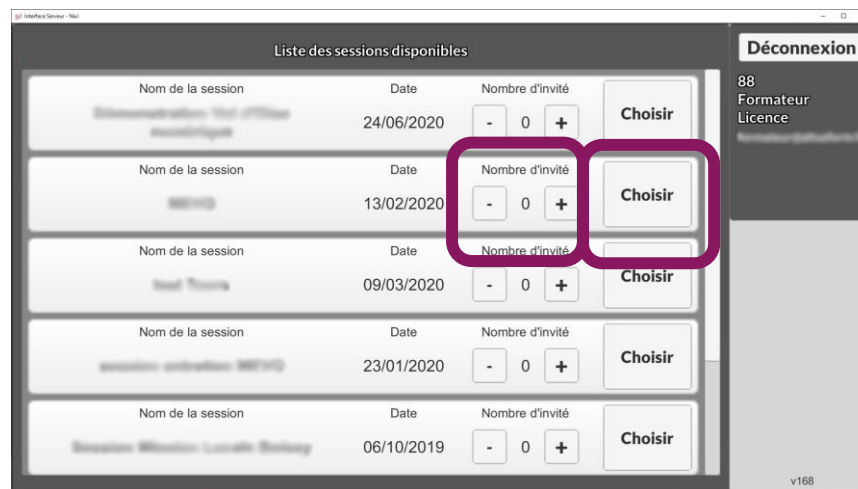 Interface Serveur - Nixi
Liste des sessions disponibles
Déconnexion
88
Formateur
Licence
Nom de la session Date Nombre d'invité
24/06/2020 - 0 + Choisir
Nom de la session Date Nombre d'invité
13/02/2020 - 0 + Choisir
Nom de la session Date Nombre d'invité
09/03/2020 - 0 + Choisir
Nom de la session Date Nombre d'invité
23/01/2020 - 0 + Choisir
Nom de la session Date Nombre d'invité
06/10/2019 - 0 + Choisir
v168